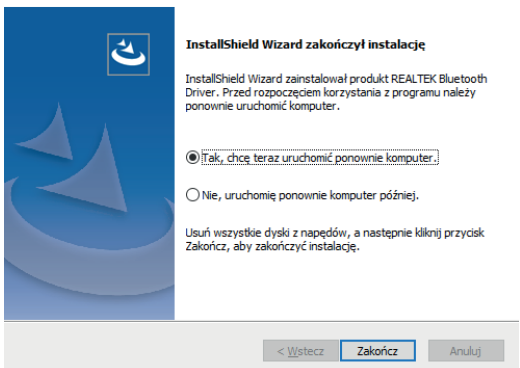 InstallShield Wizard zakończył instalację
InstallShield Wizard zainstalował produkt REALTEK Bluetooth
Driver. Przed rozpoczęciem korzystania z programu należy
ponownie uruchomić komputer.
Tak, chcę teraz uruchomić ponownie komputer.
Nie, uruchomię ponownie komputer później.
Usuń wszystkie dyski z napędów, a następnie kliknij przycisk
Zakończ, aby zakończyć instalację.
< Wstecz Zakończ Anuluj